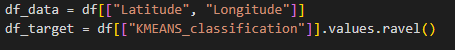 df_data = df[["Latitude", "Longitude"]]
df_target = df[["KMEANS_classification"]].values.ravel()